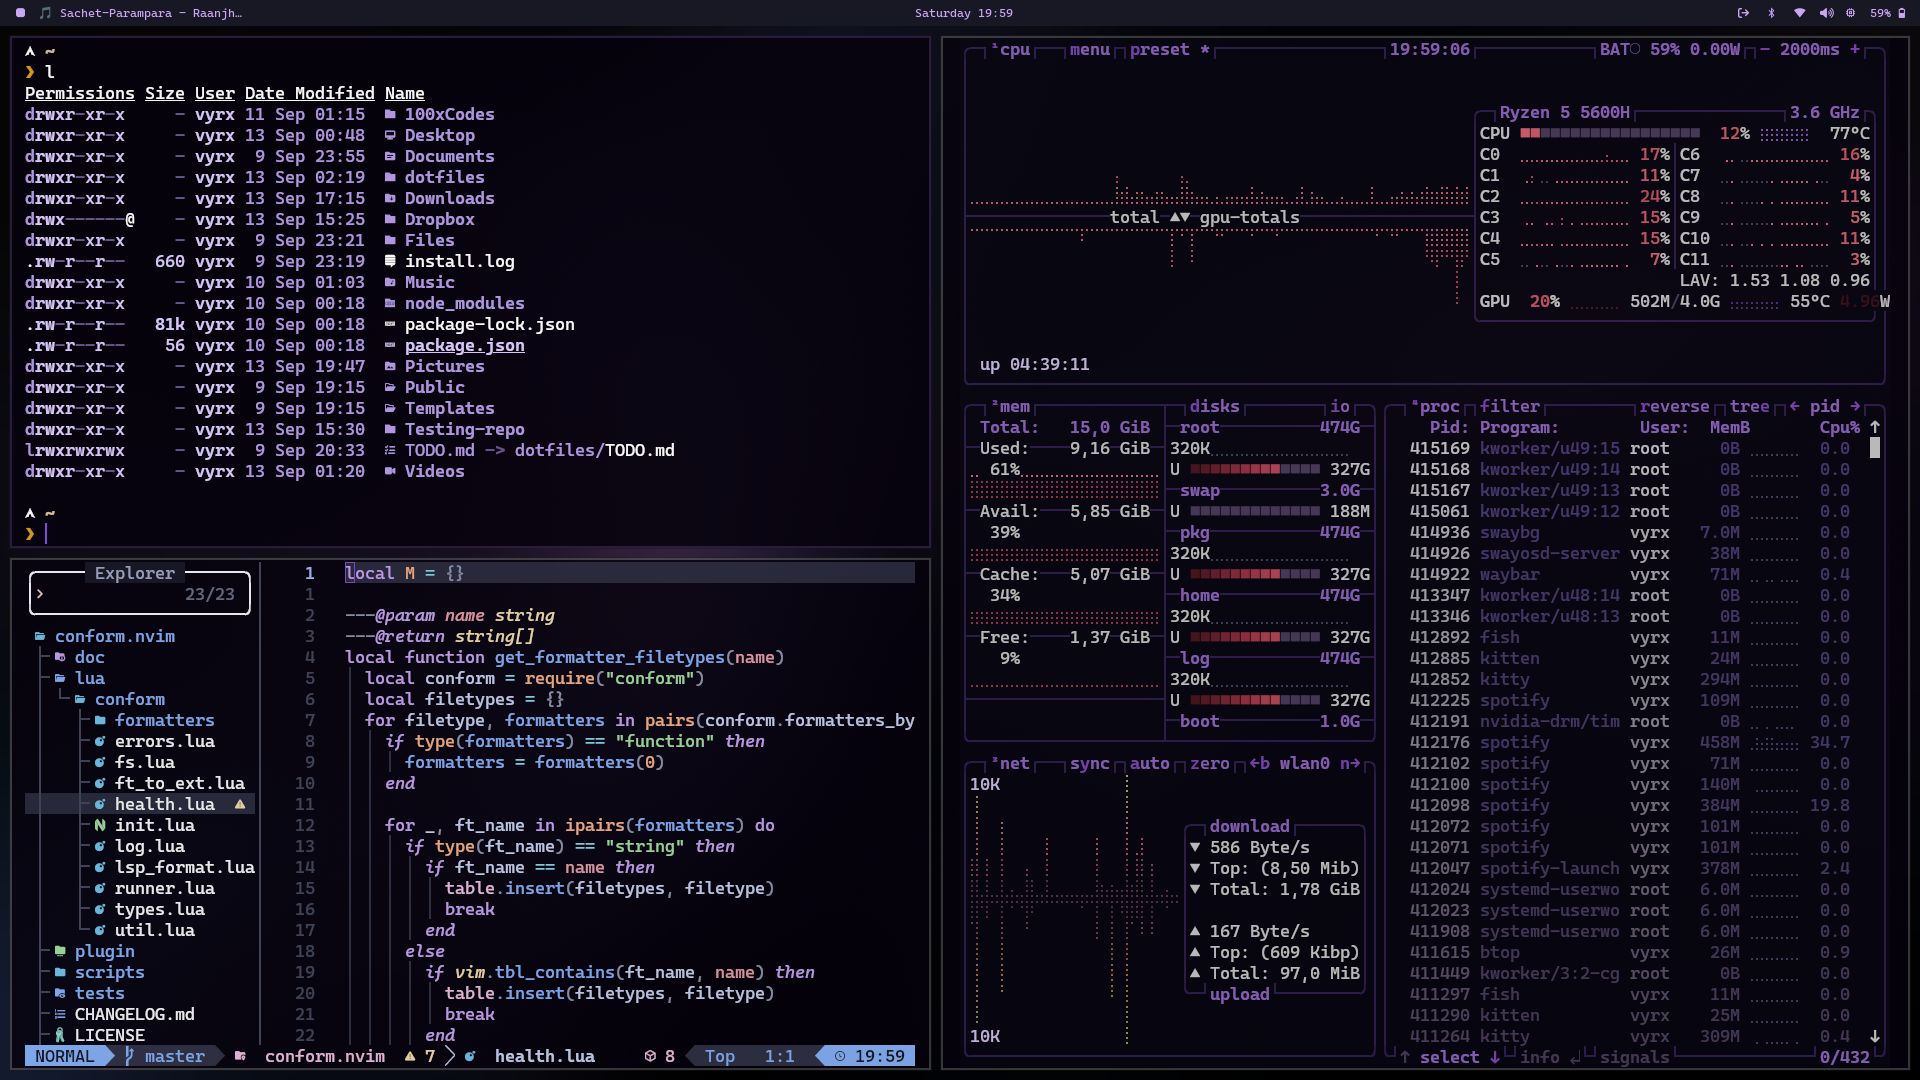 Sachet-Parampara - Raanjh…
Saturday 19:59
59%
~
❯ l
Permissions Size User Date Modified Name
drwxr-xr-x - vyrx 11 Sep 01:15 100xCodes
drwxr-xr-x - vyrx 13 Sep 00:48 Desktop
drwxr-xr-x - vyrx 9 Sep 23:55 Documents
drwxr-xr-x - vyrx 13 Sep 02:19 dotfiles
drwxr-xr-x - vyrx 13 Sep 17:15 Downloads
drwx------@ - vyrx 13 Sep 15:25 Dropbox
drwxr-xr-x - vyrx 9 Sep 23:21 Files
.rw-r--r-- 660 vyrx 9 Sep 23:19 install.log
drwxr-xr-x - vyrx 10 Sep 01:03 Music
drwxr-xr-x - vyrx 10 Sep 00:18 node_modules
.rw-r--r-- 81k vyrx 10 Sep 00:18 package-lock.json
.rw-r--r-- 56 vyrx 10 Sep 00:18 package.json
drwxr-xr-x - vyrx 13 Sep 19:47 Pictures
drwxr-xr-x - vyrx 9 Sep 19:15 Public
drwxr-xr-x - vyrx 9 Sep 19:15 Templates
drwxr-xr-x - vyrx 13 Sep 15:30 Testing-repo
lrwxrwxrwx - vyrx 9 Sep 20:33 TODO.md -> dotfiles/TODO.md
drwxr-xr-x - vyrx 13 Sep 01:20 Videos
~
❯
Explorer
> 23/23
conform.nvim
doc
lua
conform
formatters
errors.lua
fs.lua
ft_to_ext.lua
health.lua
init.lua
log.lua
lsp_format.lua
runner.lua
types.lua
util.lua
plugin
scripts
tests
CHANGELOG.md
LICENSE
1 local M = {}
1
2 ---@param name string
3 ---@return string[]
4 local function get_formatter_filetypes(name)
5 local conform = require("conform")
6 local filetypes = {}
7 for filetype, formatters in pairs(conform.formatters_by
8 if type(formatters) == "function" then
9 formatters = formatters(0)
10 end
11
12 for _, ft_name in ipairs(formatters) do
13 if type(ft_name) == "string" then
14 if ft_name == name then
15 table.insert(filetypes, filetype)
16 break
17 end
18 else
19 if vim.tbl_contains(ft_name, name) then
20 table.insert(filetypes, filetype)
21 break
22 end
NORMAL master conform.nvim 7 health.lua 8 Top 1:1 19:59
¹cpu menu preset * 19:59:06 BAT 59% 0.00W - 2000ms +
Ryzen 5 5600H 3.6 GHz
CPU 12% 77°C
C0 17% C6 16%
C1 11% C7 4%
C2 24% C8 11%
C3 15% C9 5%
C4 15% C10 11%
C5 7% C11 3%
LAV: 1.53 1.08 0.96
GPU 20% 502M/4.0G 55°C 4.96W
total ▲▼ gpu-totals
up 04:39:11
²mem
Total: 15,0 GiB
Used: 9,16 GiB
61%
Avail: 5,85 GiB
39%
Cache: 5,07 GiB
34%
Free: 1,37 GiB
9%
disks io
root 474G
320K
U 327G
swap 3.0G
U 188M
pkg 474G
320K
U 327G
home 474G
320K
U 327G
log 474G
320K
U 327G
boot 1.0G
³net sync auto zero ←b wlan0 n→
10K
download
▼ 586 Byte/s
▼ Top: (8,50 Mib)
▼ Total: 1,78 GiB
▲ 167 Byte/s
▲ Top: (609 Kibp)
▲ Total: 97,0 MiB
upload
10K
⁴proc filter reverse tree ← pid →
Pid: Program: User: MemB Cpu% ↑
415169 kworker/u49:15 root 0B 0.0
415168 kworker/u49:14 root 0B 0.0
415167 kworker/u49:13 root 0B 0.0
415061 kworker/u49:12 root 0B 0.0
414936 swaybg vyrx 7.0M 0.0
414926 swayosd-server vyrx 38M 0.0
414922 waybar vyrx 71M 0.4
413347 kworker/u48:14 root 0B 0.0
413346 kworker/u48:13 root 0B 0.0
412892 fish vyrx 11M 0.0
412885 kitten vyrx 24M 0.0
412852 kitty vyrx 294M 0.0
412225 spotify vyrx 109M 0.0
412191 nvidia-drm/tim root 0B 0.0
412176 spotify vyrx 458M 34.7
412102 spotify vyrx 71M 0.0
412100 spotify vyrx 140M 0.0
412098 spotify vyrx 384M 19.8
412072 spotify vyrx 101M 0.0
412071 spotify vyrx 101M 0.0
412047 spotify-launch vyrx 378M 2.4
412024 systemd-userwo root 6.0M 0.0
412023 systemd-userwo root 6.0M 0.0
411908 systemd-userwo root 6.0M 0.0
411615 btop vyrx 26M 0.9
411449 kworker/3:2-cg root 0B 0.0
411297 fish vyrx 11M 0.0
411290 kitten vyrx 25M 0.0
411264 kitty vyrx 309M 0.4 ↓
↑ select ↓ info ↲ signals 0/432